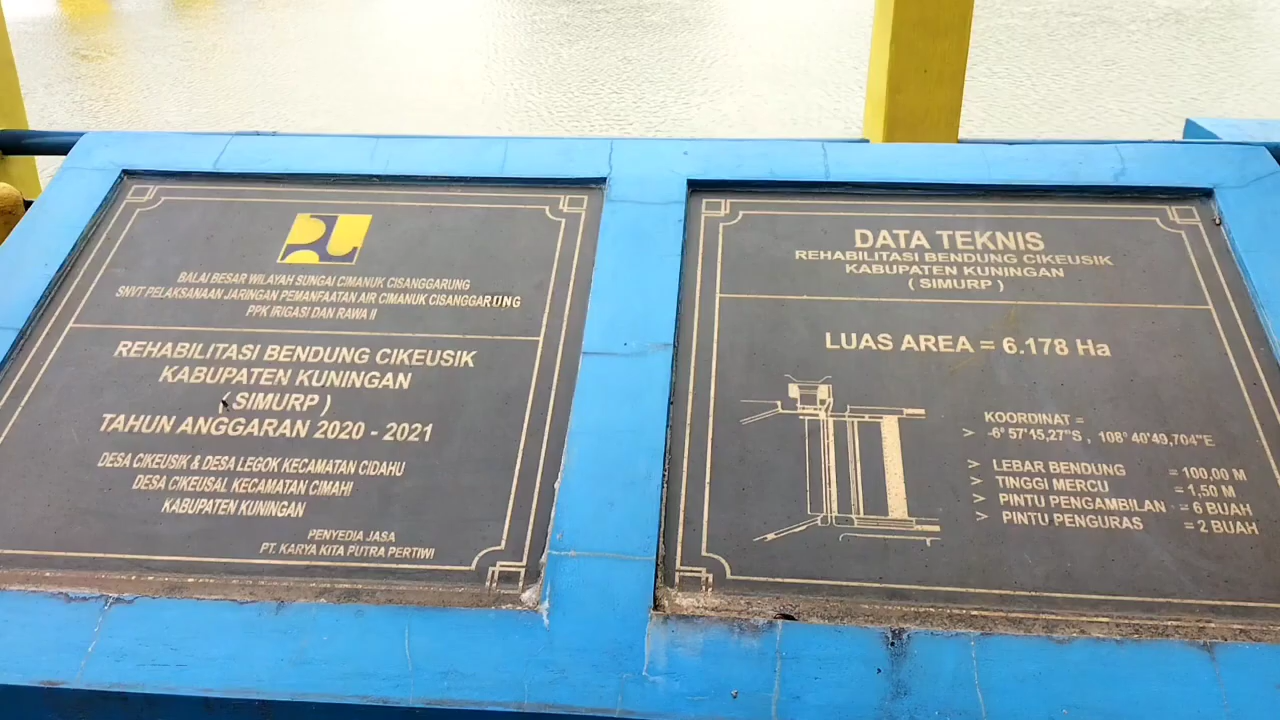 BALAI BESAR WILAYAH SUNGAI CIMANUK CISANGGARUNG
SNVT PELAKSANAAN JARINGAN PEMANFAATAN AIR CIMANUK CISANGGARUNG
PPK IRIGASI DAN RAWA II
REHABILITASI BENDUNG CIKEUSIK
KABUPATEN KUNINGAN
( SIMURP )
TAHUN ANGGARAN 2020 - 2021
DESA CIKEUSIK & DESA LEGOK KECAMATAN CIDAHU
DESA CIKEUSAL KECAMATAN CIMAHI
KABUPATEN KUNINGAN
PENYEDIA JASA
PT. KARYA KITA PUTRA PERTIWI
DATA TEKNIS
REHABILITASI BENDUNG CIKEUSIK
KABUPATEN KUNINGAN
( SIMURP )
LUAS AREA = 6.178 Ha
KOORDINAT =
> -6° 57'15,27"S , 108° 40'49,704"E
> LEBAR BENDUNG = 100,00 M
> TINGGI MERCU = 1,50 M
> PINTU PENGAMBILAN = 6 BUAH
> PINTU PENGURAS = 2 BUAH